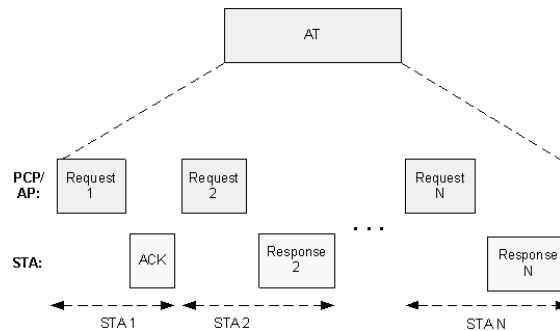 AT
PCP/
AP:
Request
1
Request
2
Request
N
. . .
STA:
ACK
Response
2
Response
N
STA 1
STA 2
STA N